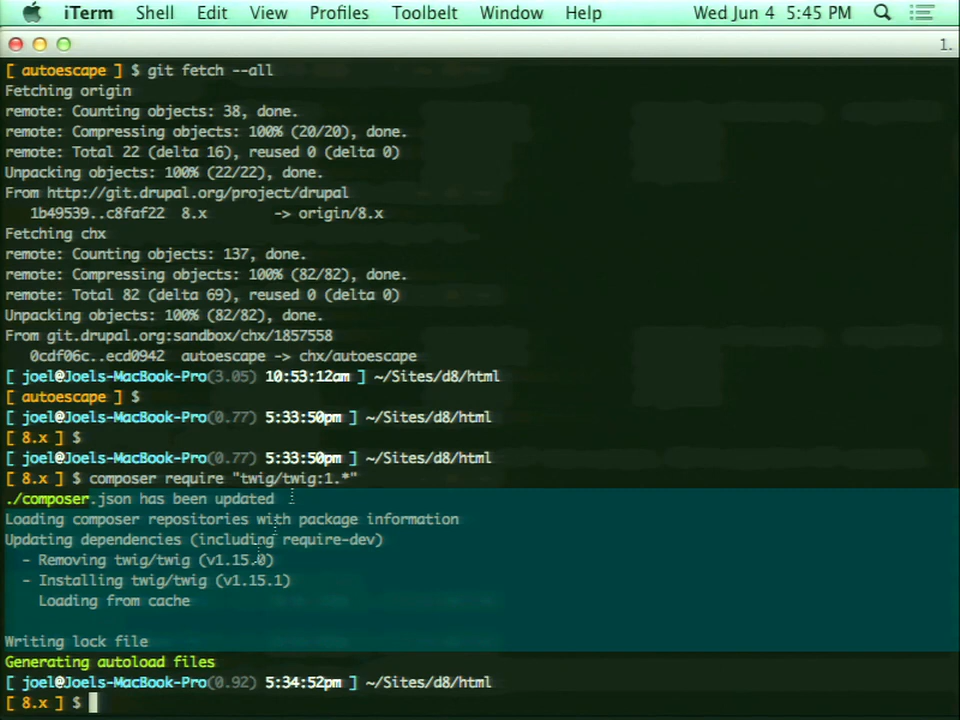 iTerm Shell Edit View Profiles Toolbelt Window Help Wed Jun 4 5:45 PM
1.
[ autoescape ] $ git fetch --all
Fetching origin
remote: Counting objects: 38, done.
remote: Compressing objects: 100% (20/20), done.
remote: Total 22 (delta 16), reused 0 (delta 0)
Unpacking objects: 100% (22/22), done.
From http://git.drupal.org/project/drupal
1b49539..c8faf22 8.x -> origin/8.x
Fetching chx
remote: Counting objects: 137, done.
remote: Compressing objects: 100% (82/82), done.
remote: Total 82 (delta 69), reused 0 (delta 0)
Unpacking objects: 100% (82/82), done.
From git.drupal.org:sandbox/chx/1857558
0cdf06c..ecd0942 autoescape -> chx/autoescape
[ joel@Joels-MacBook-Pro(3.05) 10:53:12am ] ~/Sites/d8/html
[ autoescape ] $
[ joel@Joels-MacBook-Pro(0.77) 5:33:50pm ] ~/Sites/d8/html
[ 8.x ] $
[ joel@Joels-MacBook-Pro(0.77) 5:33:50pm ] ~/Sites/d8/html
[ 8.x ] $ composer require "twig/twig:1.*"
./composer.json has been updated
Loading composer repositories with package information
Updating dependencies (including require-dev)
- Removing twig/twig (v1.15.0)
- Installing twig/twig (v1.15.1)
Loading from cache
Writing lock file
Generating autoload files
[ joel@Joels-MacBook-Pro(0.92) 5:34:52pm ] ~/Sites/d8/html
[ 8.x ] $